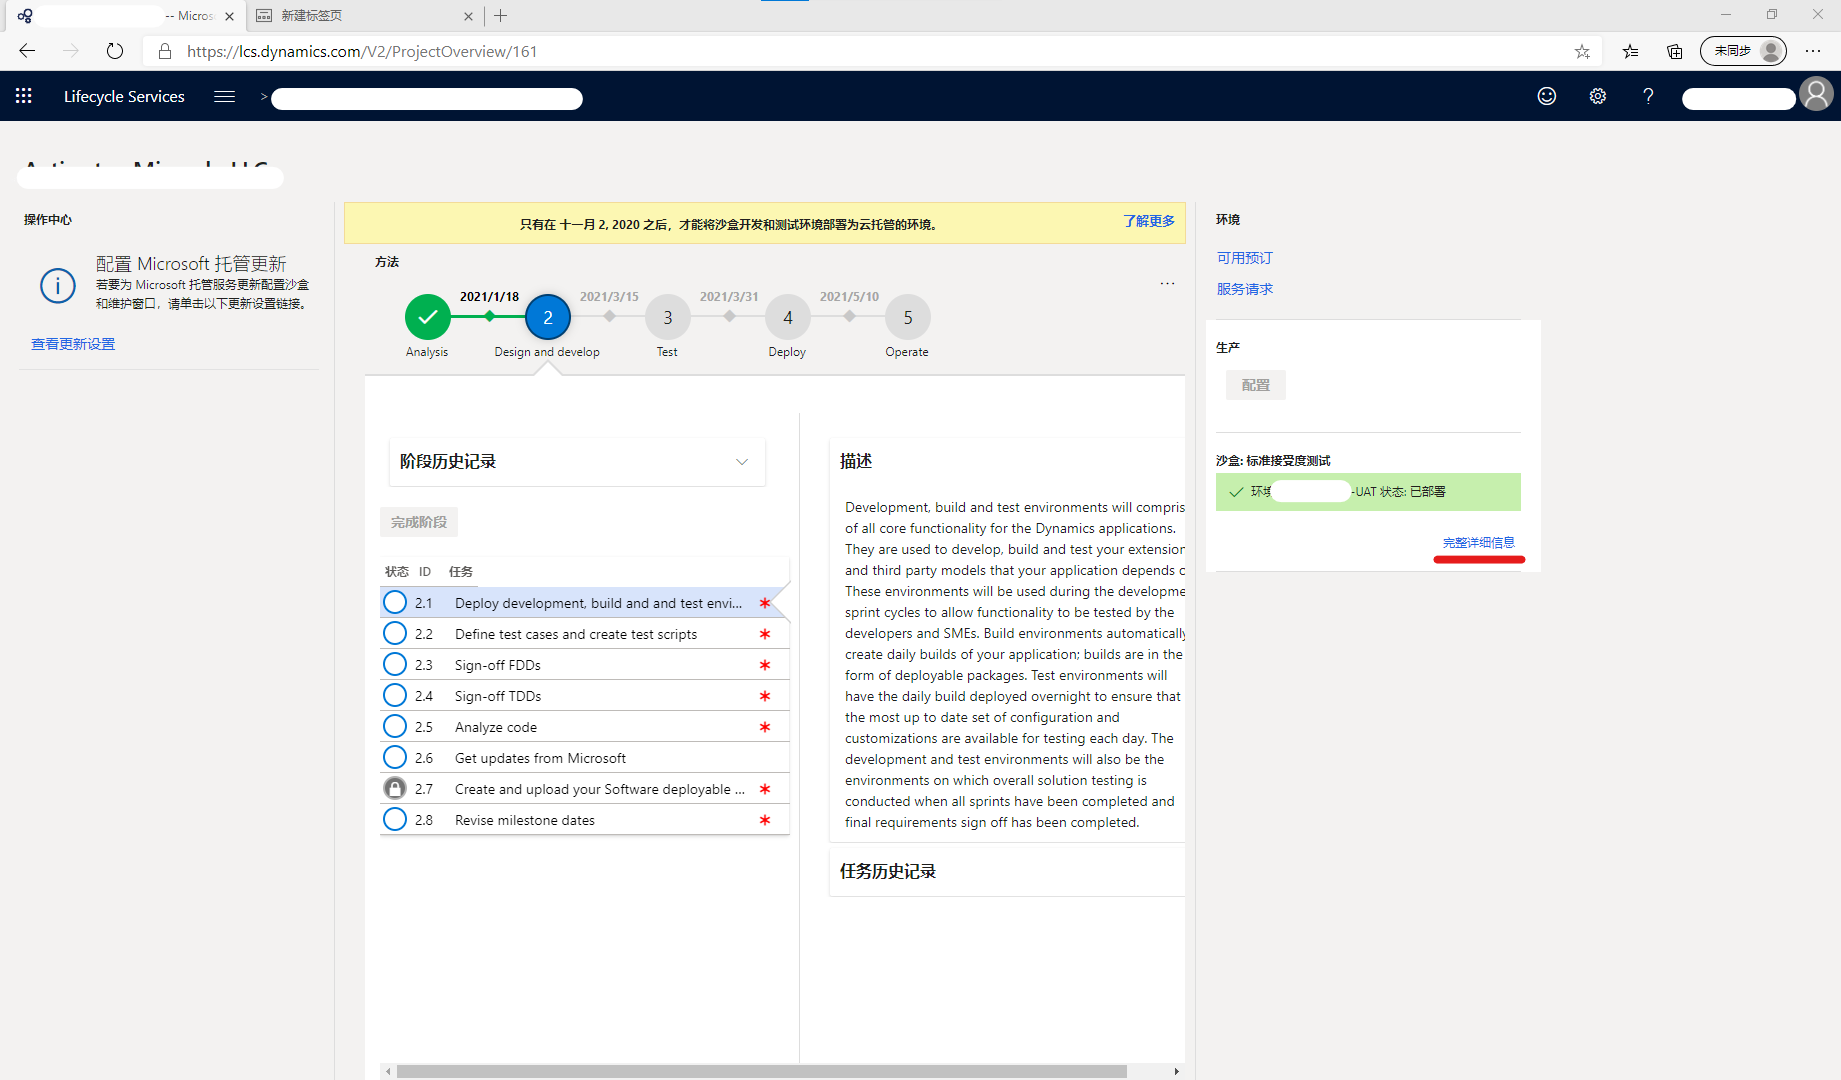 -- Micros
新建标签页
https://lcs.dynamics.com/V2/ProjectOverview/161
未同步
Lifecycle Services
>
操作中心
配置 Microsoft 托管更新
若要为 Microsoft 托管服务更新配置沙盒
和维护窗口，请单击以下更新设置链接。
查看更新设置
只有在 十一月 2, 2020 之后，才能将沙盒开发和测试环境部署为云托管的环境。
了解更多
方法
2021/1/18
2021/3/15
2021/3/31
2021/5/10
2
3
4
5
Analysis
Design and develop
Test
Deploy
Operate
阶段历史记录
完成阶段
状态 ID 任务
2.1 Deploy development, build and and test envi... *
2.2 Define test cases and create test scripts *
2.3 Sign-off FDDs *
2.4 Sign-off TDDs *
2.5 Analyze code *
2.6 Get updates from Microsoft
2.7 Create and upload your Software deployable ... *
2.8 Revise milestone dates *
描述
Development, build and test environments will compris
of all core functionality for the Dynamics applications.
They are used to develop, build and test your extension
and third party models that your application depends o
These environments will be used during the developme
sprint cycles to allow functionality to be tested by the
developers and SMEs. Build environments automatically
create daily builds of your application; builds are in the
form of deployable packages. Test environments will
have the daily build deployed overnight to ensure that
the most up to date set of configuration and
customizations are available for testing each day. The
development and test environments will also be the
environments on which overall solution testing is
conducted when all sprints have been completed and
final requirements sign off has been completed.
任务历史记录
环境
可用预订
服务请求
生产
配置
沙盒: 标准接受度测试
环境 -UAT 状态: 已部署
完整详细信息